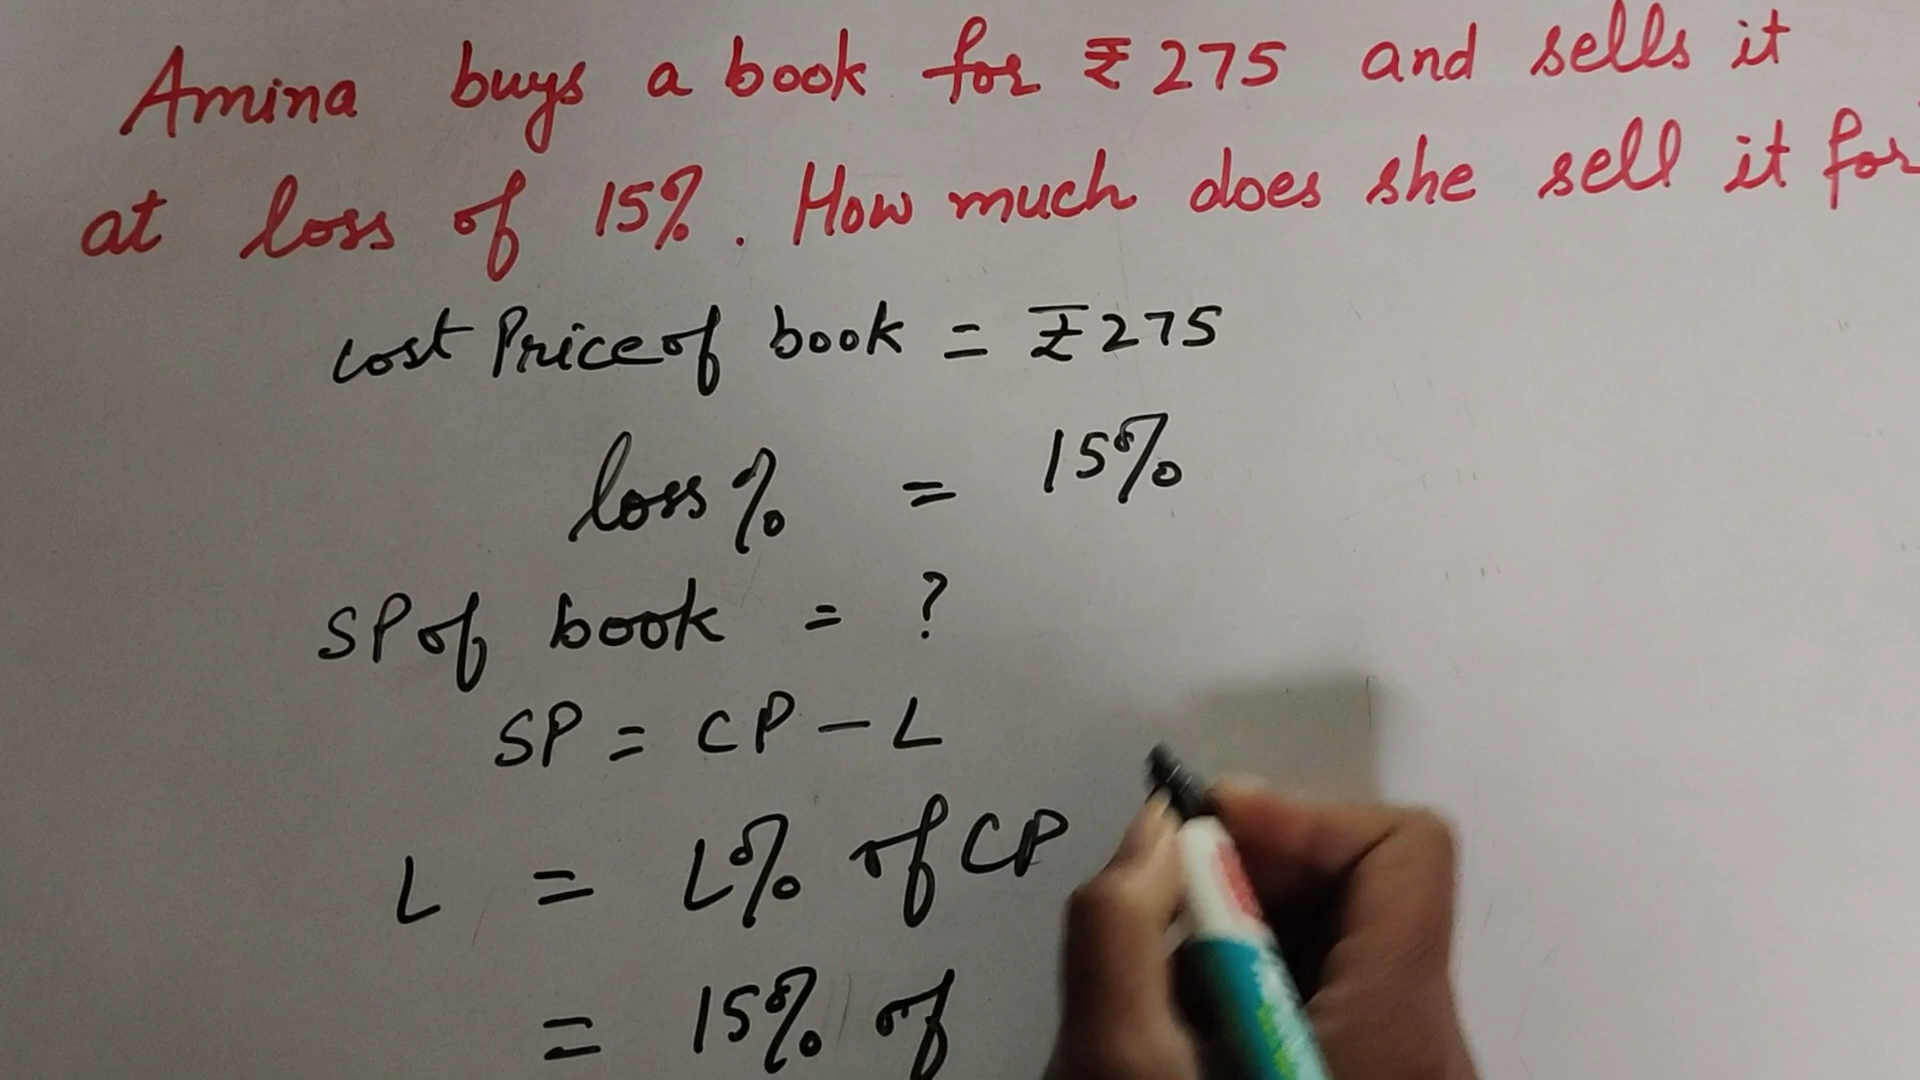 Amina buys a book for ₹275 and sells it
at loss of 15%. How much does she sell it for
cost Price of book = ₹275
loss % = 15%
SP of book = ?
SP = CP - L
L = L% of CP
= 15% of